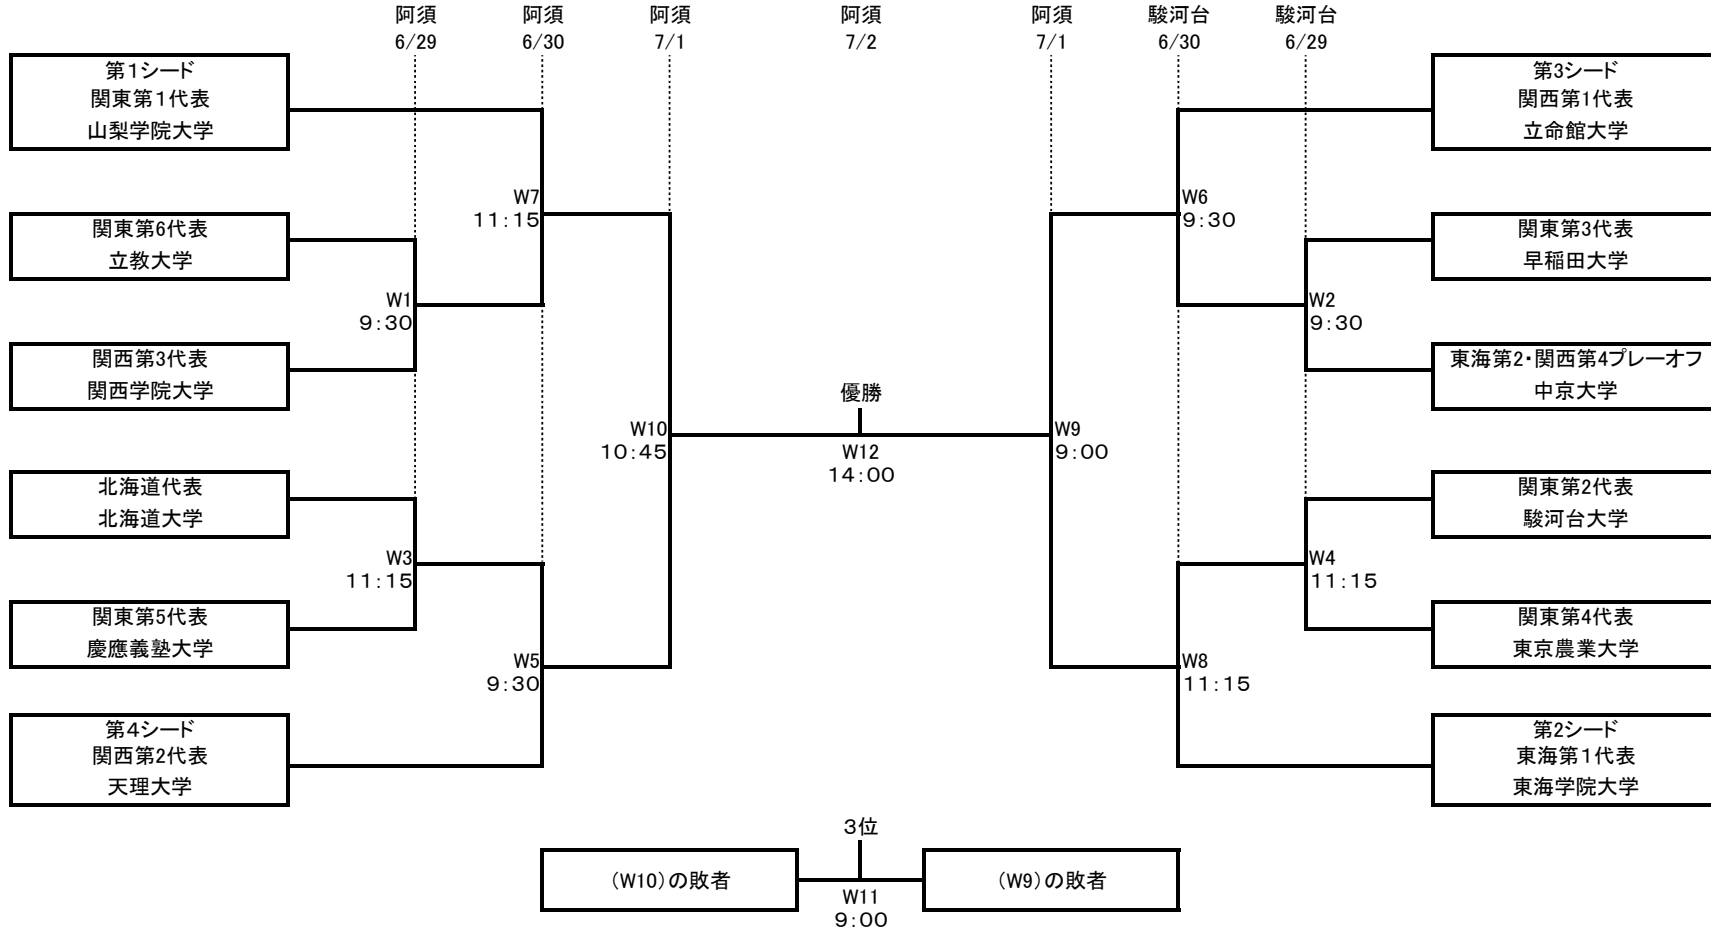 阿須 阿須 阿須 阿須 阿須 駿河台 駿河台
6/29 6/30 7/1 7/2 7/1 6/30 6/29
第1シード
関東第1代表
山梨学院大学
関東第6代表
立教大学
関西第3代表
関西学院大学
北海道代表
北海道大学
関東第5代表
慶應義塾大学
第4シード
関西第2代表
天理大学
W1
9:30
W3
11:15
W7
11:15
W5
9:30
W10
10:45
優勝
W12
14:00
W9
9:00
W6
9:30
W8
11:15
W2
9:30
W4
11:15
第3シード
関西第1代表
立命館大学
関東第3代表
早稲田大学
東海第2・関西第4プレーオフ
中京大学
関東第2代表
駿河台大学
関東第4代表
東京農業大学
第2シード
東海第1代表
東海学院大学
3位
(W10)の敗者
(W9)の敗者
W11
9:00